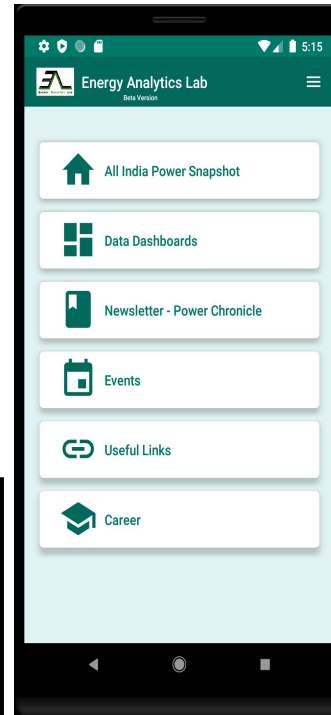 5:15
Energy Analytics Lab
Beta Version
All India Power Snapshot
Data Dashboards
Newsletter - Power Chronicle
Events
Useful Links
Career